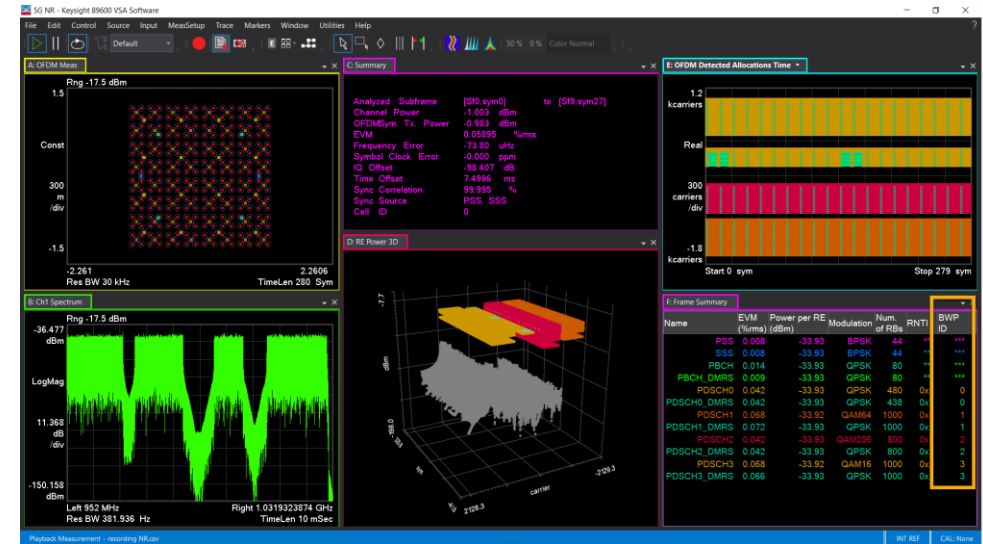 5G NR - Keysight 89600 VSA Software
File Edit Control Source Input MeasSetup Trace Markers Window Utilities Help
Default
50 % 0 % Color Normal
A: OFDM Meas
Rng -17.5 dBm
1.5
Const
300
m
/div
-1.5
-2.261 2.2606
Res BW 30 kHz TimeLen 280 Sym
B: Ch1 Spectrum
Rng -17.5 dBm
-36.477
dBm
LogMag
11.368
dB
/div
-150.158
dBm
Left 952 MHz Right 1.0319323874 GHz
Res BW 381.936 Hz TimeLen 10 mSec
C: Summary
Analyzed Subframe [Sf0,sym0] to [Sf9,sym27]
Channel Power -1.003 dBm
OFDMSym. Tx. Power -0.983 dBm
EVM 0.05895 %rms
Frequency Error -73.80 uHz
Symbol Clock Error -0.000 ppm
IQ Offset -98.407 dB
Time Offset 7.4996 ms
Sync Correlation 99.995 %
Sync Source PSS, SSS
Cell ID 0
D: RE Power 3D
-7.7
dBm
-2129.3
carrier
2128.3
E: OFDM Detected Allocations Time
1.2
kcarriers
Real
300
carriers
/div
-1.8
kcarriers
Start 0 sym Stop 279 sym
F: Frame Summary
Name EVM (%rms) Power per RE (dBm) Modulation Num. of RBs RNTI BWP ID
PSS 0.008 -33.93 BPSK 44 ** ***
SSS 0.008 -33.93 BPSK 44 ** ***
PBCH 0.014 -33.93 QPSK 80 ** ***
PBCH_DMRS 0.009 -33.93 QPSK 80 ** ***
PDSCH0 0.042 -33.93 QPSK 480 0x 0
PDSCH0_DMRS 0.042 -33.93 QPSK 438 0x 0
PDSCH1 0.068 -33.92 QAM64 1000 0x 1
PDSCH1_DMRS 0.072 -33.92 QPSK 1000 0x 1
PDSCH2 0.042 -33.93 QAM256 800 0x 2
PDSCH2_DMRS 0.042 -33.93 QPSK 800 0x 2
PDSCH3 0.068 -33.92 QAM16 1000 0x 3
PDSCH3_DMRS 0.066 -33.93 QPSK 1000 0x 3
Playback Measurement - recording NR.csv INT REF CAL: None